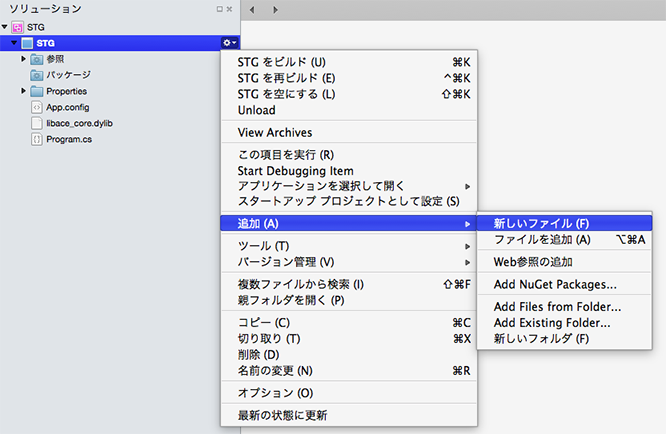 ソリューション
STG
STG
参照
パッケージ
Properties
App.config
libace_core.dylib
Program.cs
STG をビルド (U) ⌘K
STG を再ビルド (E) ^⌘K
STG を空にする (L) ⇧⌘K
Unload
View Archives
この項目を実行 (R)
Start Debugging Item
アプリケーションを選択して開く
スタートアップ プロジェクトとして設定 (S)
追加 (A)
ツール (T)
バージョン管理 (V)
複数ファイルから検索 (I) ⇧⌘F
親フォルダを開く (P)
コピー (C) ⌘C
切り取り (T) ⌘X
削除 (D)
名前の変更 (N) ⌘R
オプション (O)
最新の状態に更新
新しいファイル (F)
ファイルを追加 (A) ⌥⌘A
Web参照の追加
Add NuGet Packages...
Add Files from Folder...
Add Existing Folder...
新しいフォルダ (F)